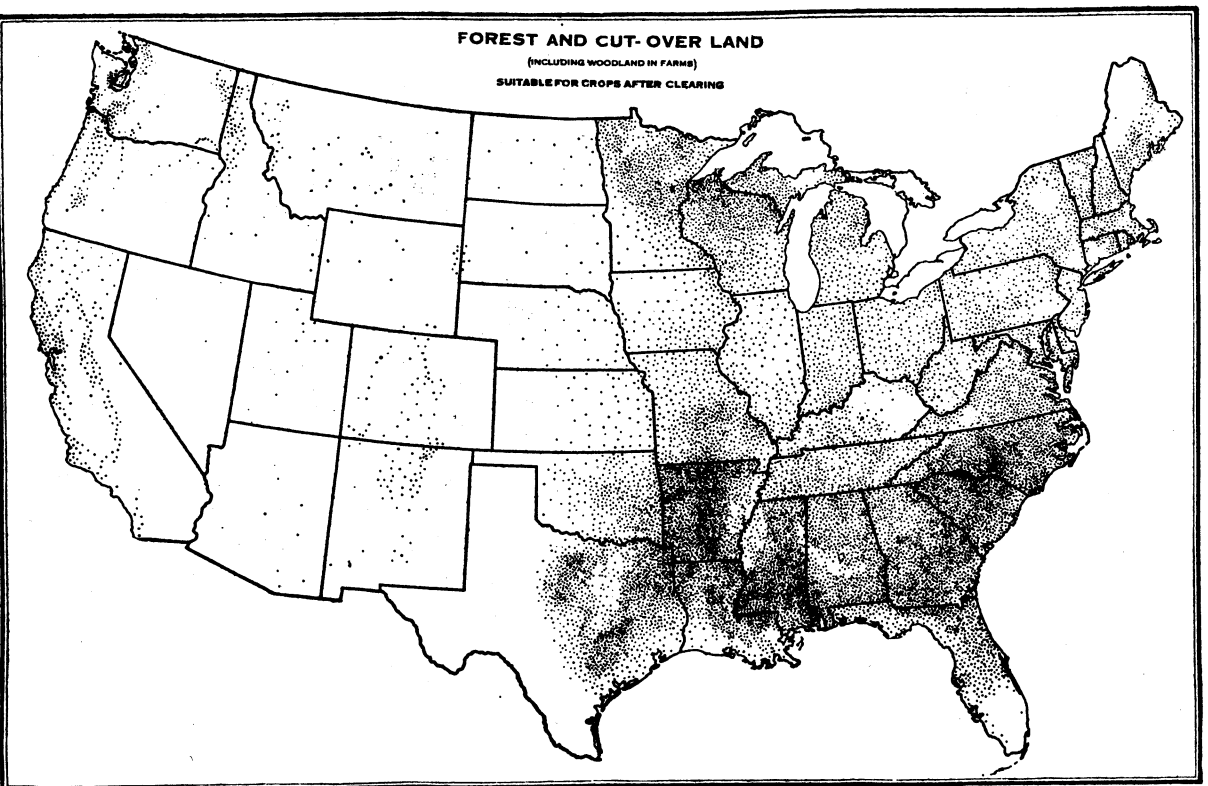 FOREST AND CUT-OVER LAND
(INCLUDING WOODLAND IN FARMS)
SUITABLE FOR CROPS AFTER CLEARING